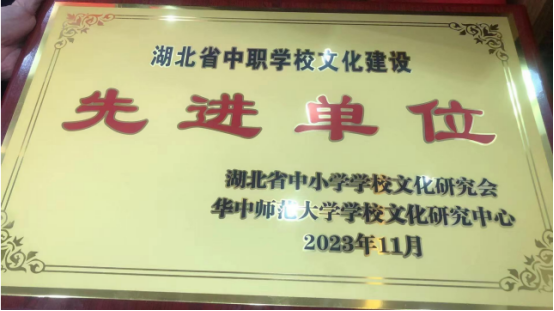 湖北省中职学校文化建设
先进单位
湖北省中小学学校文化研究会
华中师范大学学校文化研究中心
2023年11月